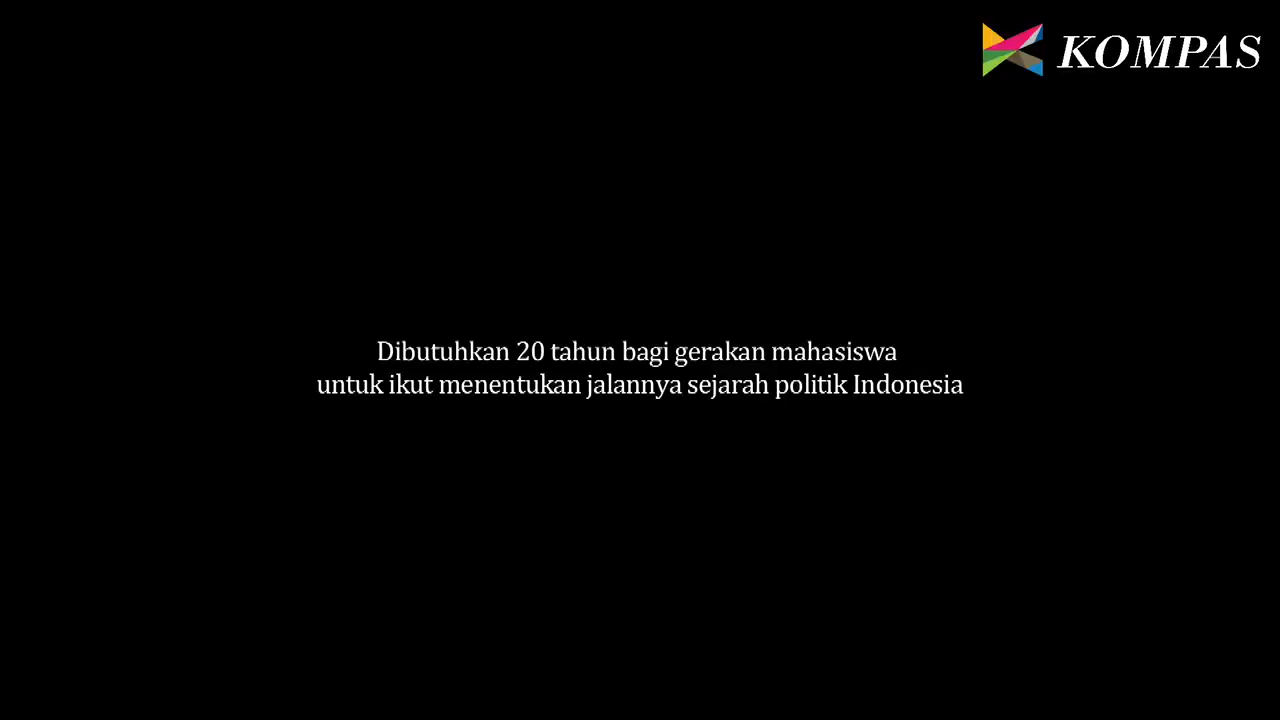 KOMPAS
Dibutuhkan 20 tahun bagi gerakan mahasiswa
untuk ikut menentukan jalannya sejarah politik Indonesia